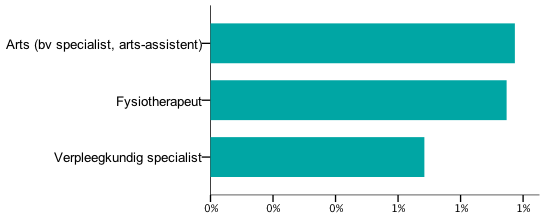 Arts (bv specialist, arts-assistent)
Fysiotherapeut
Verpleegkundig specialist
0% 0% 0% 1% 1% 1%